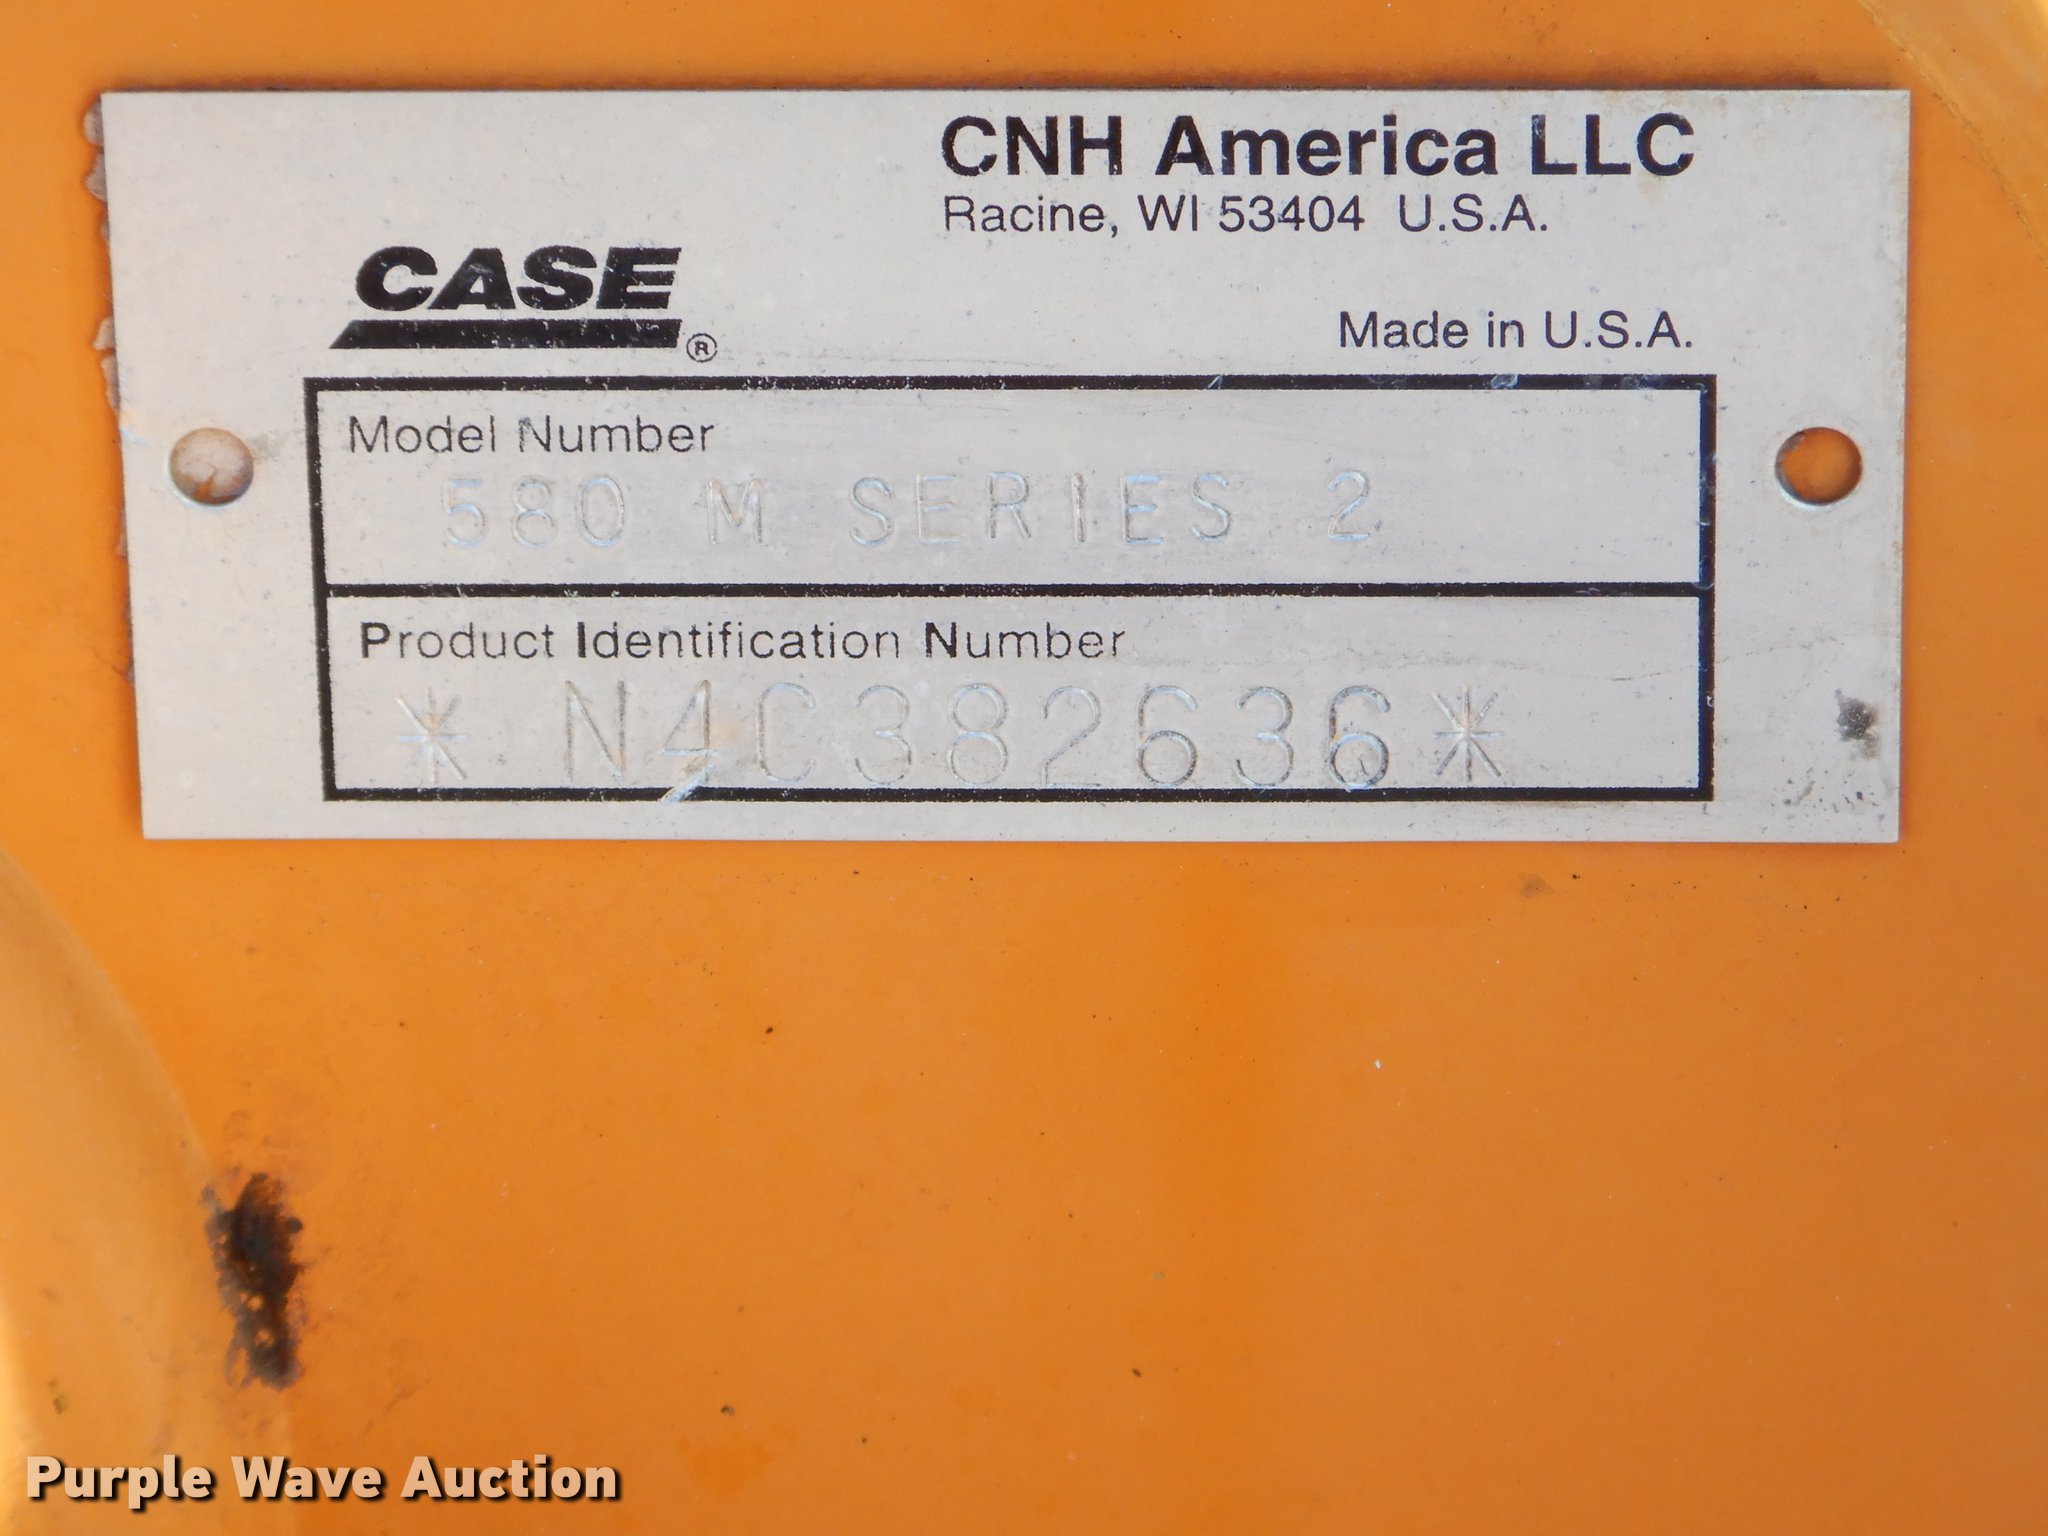 CNH America LLC
Racine, WI 53404 U.S.A.
CASE ®
Made in U.S.A.
Model Number
580 M SERIES 2
Product Identification Number
* N4C382636*
Purple Wave Auction